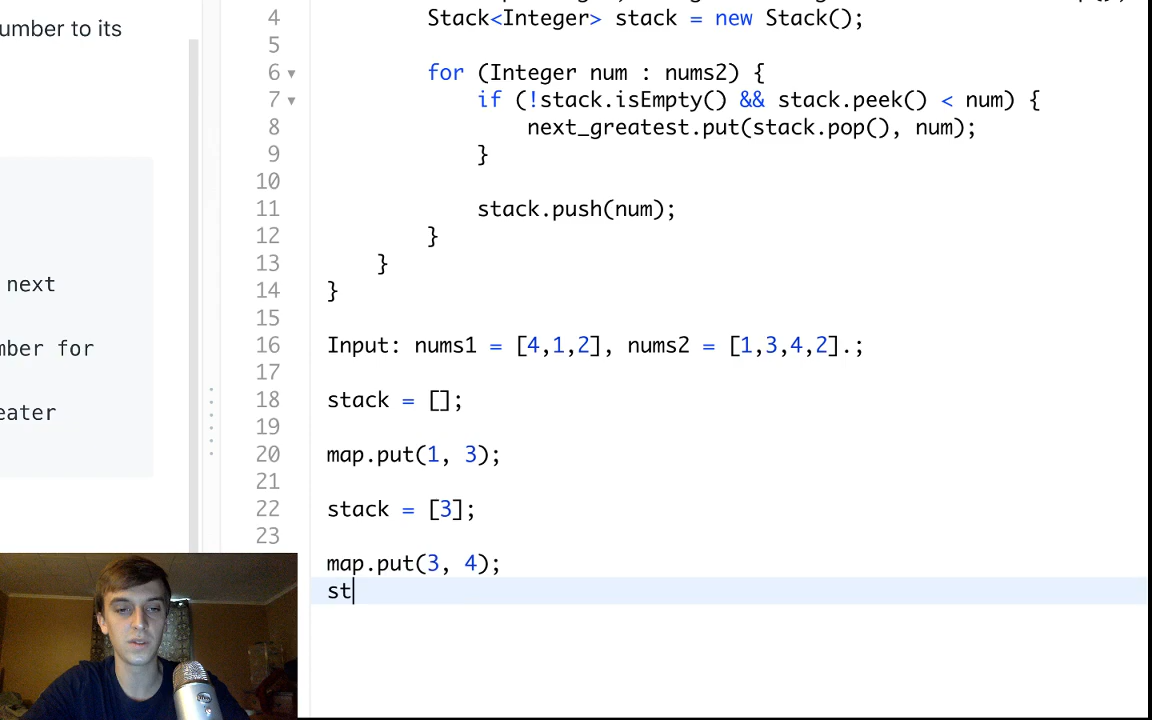 umber to its
next
mber for
eater
4 Stack<Integer> stack = new Stack();
5
6 for (Integer num : nums2) {
7 if (!stack.isEmpty() && stack.peek() < num) {
8 next_greatest.put(stack.pop(), num);
9 }
10
11 stack.push(num);
12 }
13 }
14 }
15
16 Input: nums1 = [4,1,2], nums2 = [1,3,4,2].;
17
18 stack = [];
19
20 map.put(1, 3);
21
22 stack = [3];
23
map.put(3, 4);
st